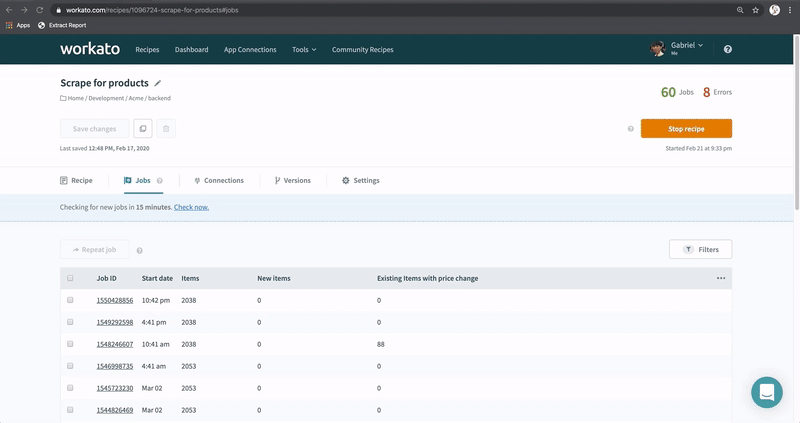 workato.com/recipes/1096724-scrape-for-products#jobs
Apps Extract Report
workato Recipes Dashboard App Connections Tools Community Recipes Gabriel
Me
Scrape for products
Home / Development / Acme / backend
60 Jobs 8 Errors
Save changes Stop recipe
Last saved 12:48 PM, Feb 17, 2020 Started Feb 21 at 9:33 pm
Recipe Jobs Connections Versions Settings
Checking for new jobs in 15 minutes. Check now.
Repeat job Filters
Job ID Start date Items New items Existing Items with price change
1550428856 10:42 pm 2038 0 0
1549292598 4:41 pm 2038 0 0
1548246607 10:41 am 2038 0 88
1546998735 4:41 am 2053 0 0
1545723230 Mar 02 2053 0 0
1544826469 Mar 02 2053 0 0